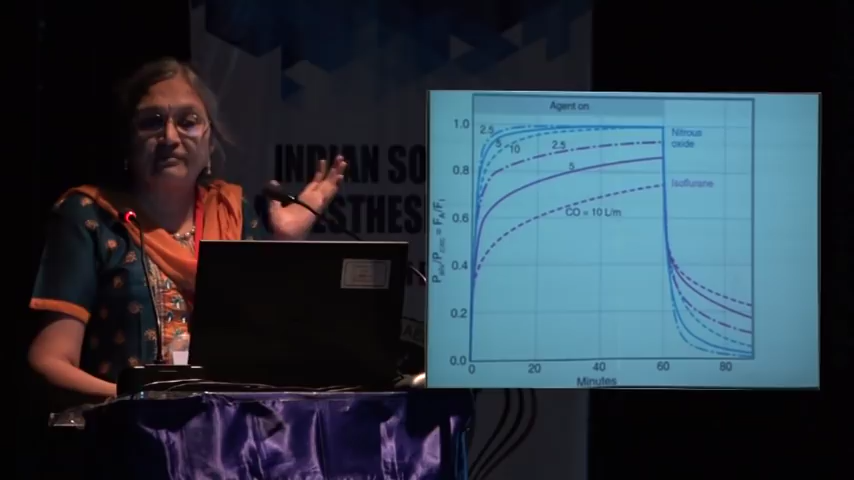 INDIAN SO
Agent on
1.0
0.8
0.6
0.4
0.2
0.0
2.5
5
10
2.5
5
CO = 10 L/m
Nitrous
oxide
Isoflurane
0
20
40
60
80
Minutes